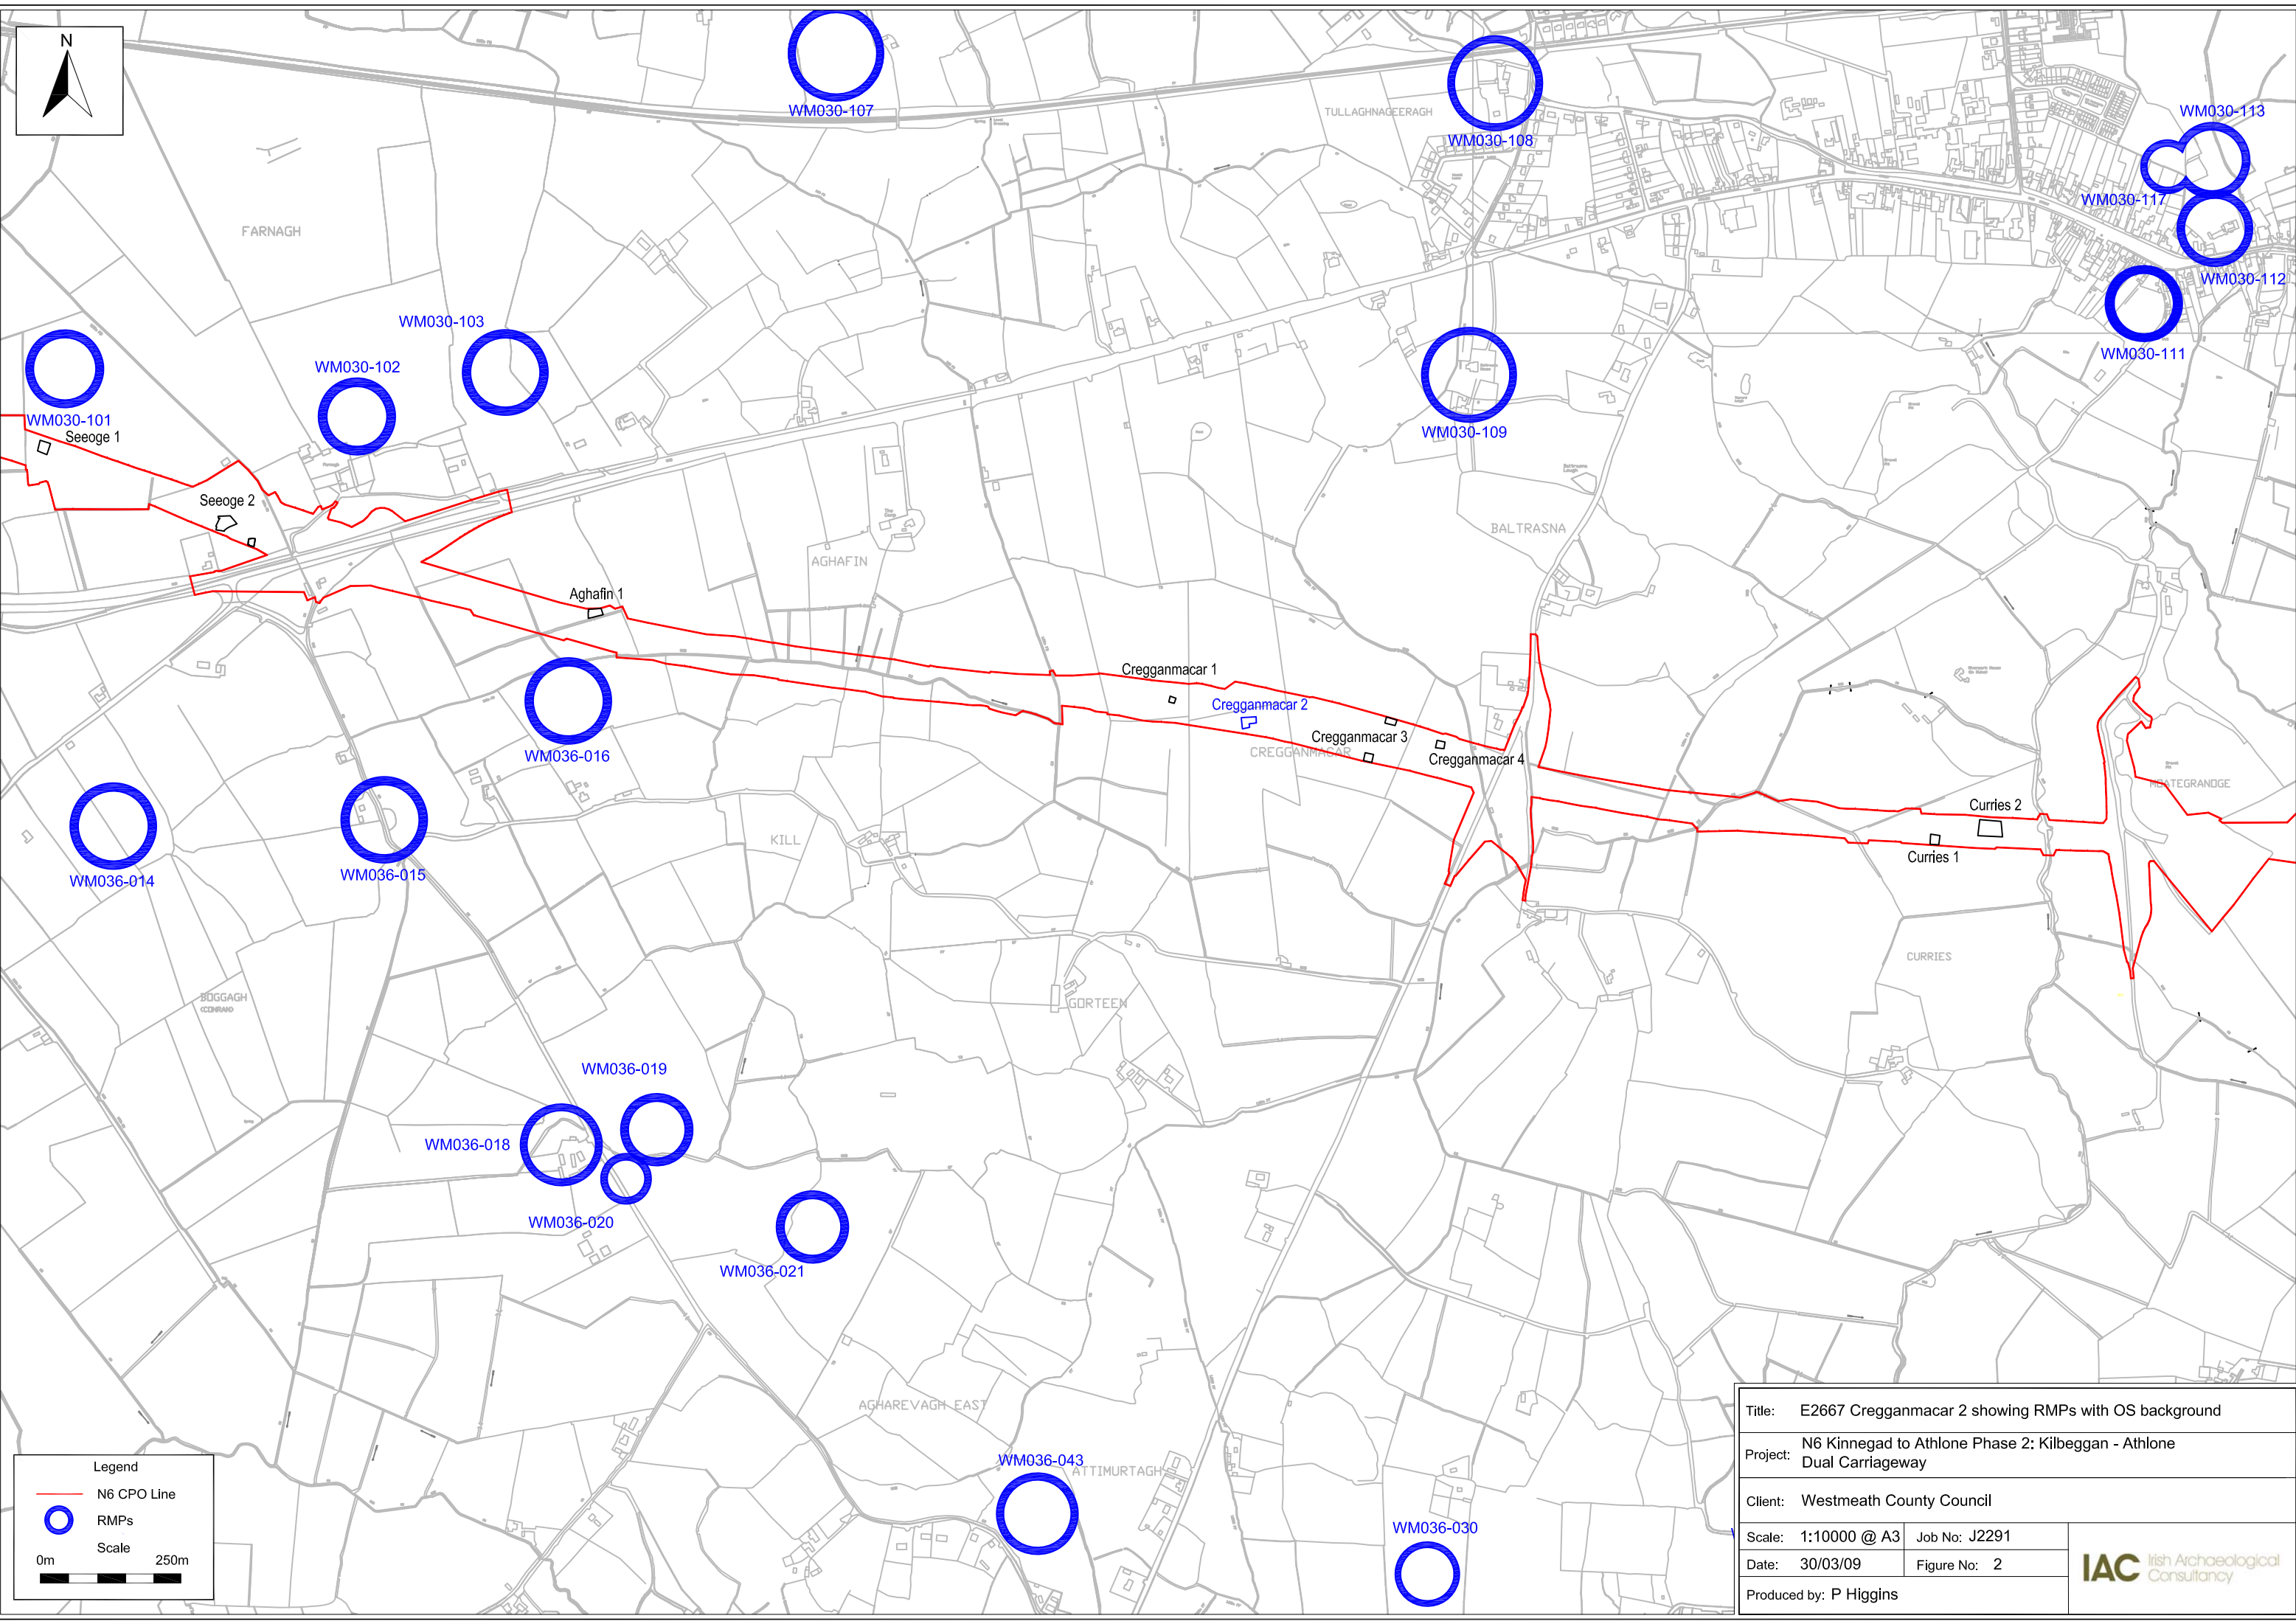 N
WM030-107
TULLAGHNAGEERAGH
WM030-108
WM030-113
WM030-117
WM030-112
WM030-111
FARNAGH
WM030-103
WM030-102
WM030-101
Seeoge 1
Seeoge 2
WM030-109
BALTRASNA
AGHAFIN
Aghafin 1
Cregganmacar 1
Cregganmacar 2
Cregganmacar 3
CREGGANMACAR
Cregganmacar 4
WM036-016
MOATEGRANOGE
Curries 2
Curries 1
KILL
WM036-014
WM036-015
CURRIES
BOGGAGH
(CONRAN)
GORTEEN
WM036-019
WM036-018
WM036-020
WM036-021
AGHAREVAGH EAST
WM036-043
ATTIMURTAGH
WM036-030
Legend
N6 CPO Line
RMPs
Scale
0m 250m
Title: E2667 Cregganmacar 2 showing RMPs with OS background
Project: N6 Kinnegad to Athlone Phase 2: Kilbeggan - Athlone
Dual Carriageway
Client: Westmeath County Council
Scale: 1:10000 @ A3 Job No: J2291
Date: 30/03/09 Figure No: 2
Produced by: P Higgins
IAC Irish Archaeological
Consultancy